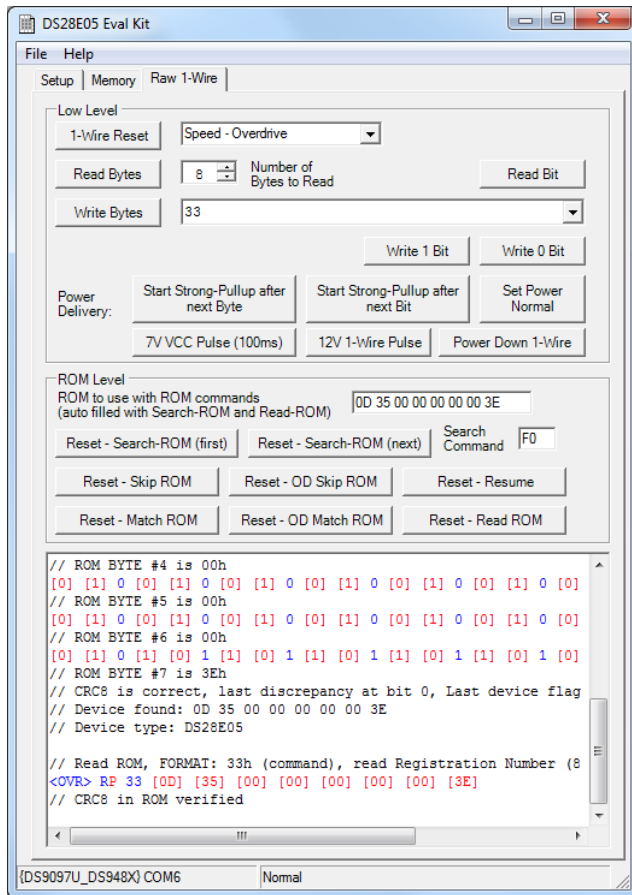 DS28E05 Eval Kit
File Help
Setup Memory Raw 1-Wire
Low Level
1-Wire Reset Speed - Overdrive
Read Bytes 8 Number of
Bytes to Read Read Bit
Write Bytes 33
Write 1 Bit Write 0 Bit
Power
Delivery: Start Strong-Pullup after
next Byte Start Strong-Pullup after
next Bit Set Power
Normal
7V VCC Pulse (100ms) 12V 1-Wire Pulse Power Down 1-Wire
ROM Level
ROM to use with ROM commands
(auto filled with Search-ROM and Read-ROM) 0D 35 00 00 00 00 00 3E
Reset - Search-ROM (first) Reset - Search-ROM (next) Search
Command F0
Reset - Skip ROM Reset - OD Skip ROM Reset - Resume
Reset - Match ROM Reset - OD Match ROM Reset - Read ROM
// ROM BYTE #4 is 00h
[0] [1] 0 [0] [1] 0 [0] [1] 0 [0] [1] 0 [0] [1] 0 [0] [1] 0 [0]
// ROM BYTE #5 is 00h
[0] [1] 0 [0] [1] 0 [0] [1] 0 [0] [1] 0 [0] [1] 0 [0] [1] 0 [0]
// ROM BYTE #6 is 00h
[0] [1] 0 [1] [0] 1 [1] [0] 1 [1] [0] 1 [1] [0] 1 [1] [0] 1 [0]
// ROM BYTE #7 is 3Eh
// CRC8 is correct, last discrepancy at bit 0, Last device flag
// Device found: 0D 35 00 00 00 00 00 3E
// Device type: DS28E05
// Read ROM, FORMAT: 33h (command), read Registration Number (8
<OVR> RP 33 [0D] [35] [00] [00] [00] [00] [00] [3E]
// CRC8 in ROM verified
{DS9097U_DS948X} COM6 Normal